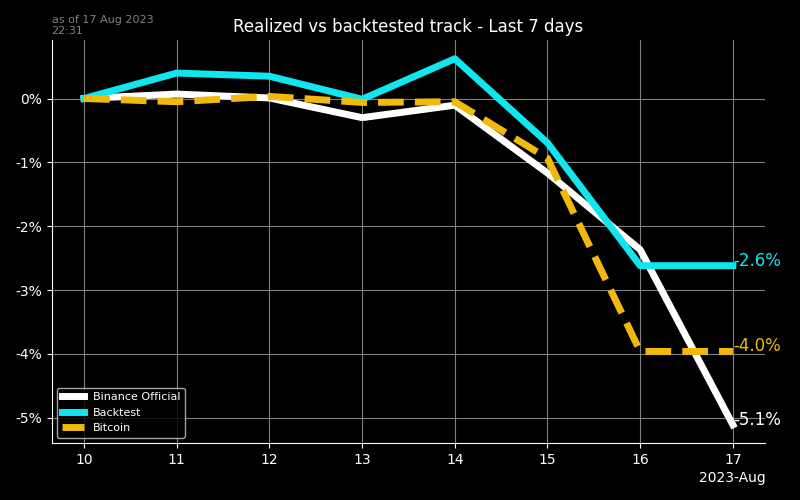 as of 17 Aug 2023
22:31
Realized vs backtested track - Last 7 days
0%
-1%
-2%
-3%
-4%
-5%
-2.6%
-4.0%
-5.1%
Binance Official
Backtest
Bitcoin
10 11 12 13 14 15 16 17
2023-Aug